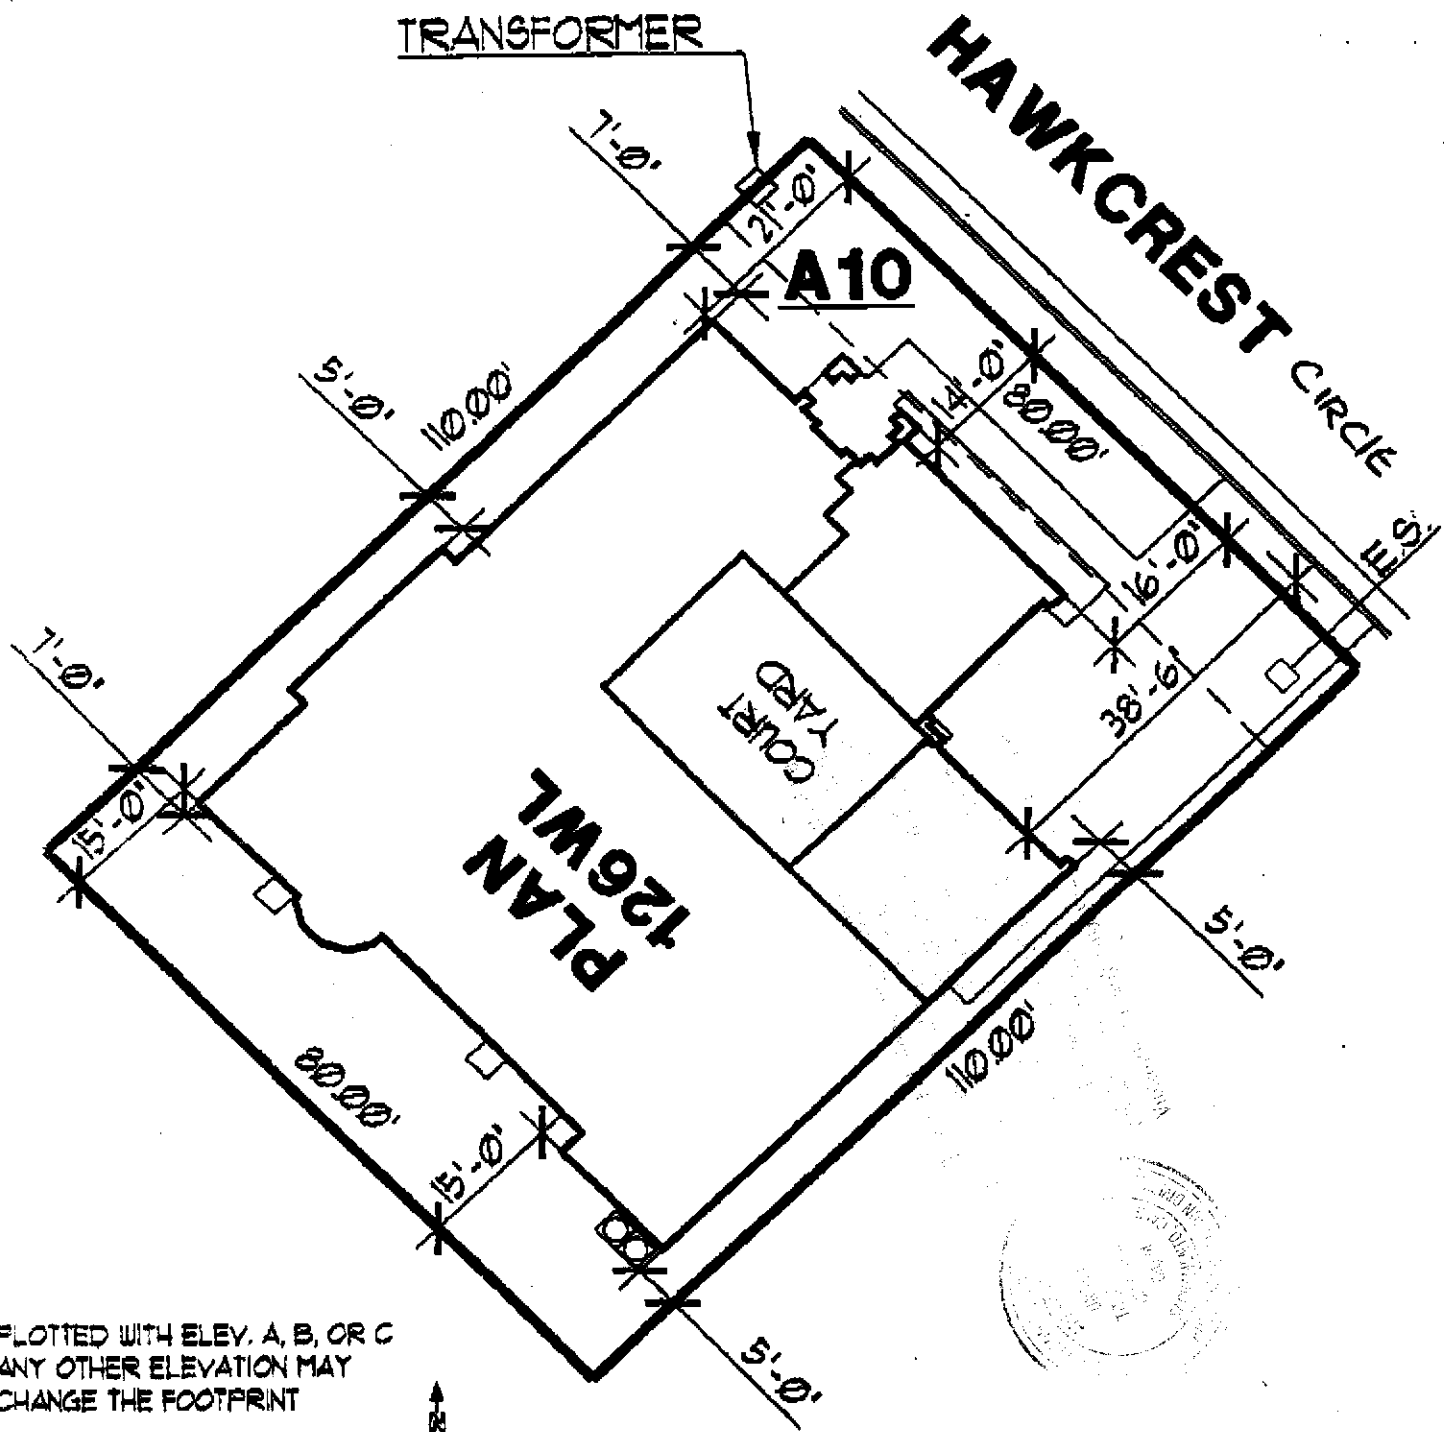 TRANSFORMER
HAWKCREST CIRCLE
7'-0'
21'-0'
A10
5'-0'
110.00'
14'-0'
80.00'
E.S.
16'-0'
7'-0'
38'-6'
COURT
YARD
15'-0'
PLAN
126WL
5'-0'
110.00'
80.00'
15'-0'
5'-0'
PLOTTED WITH ELEV. A, B, OR C
ANY OTHER ELEVATION MAY
CHANGE THE FOOTPRINT
N